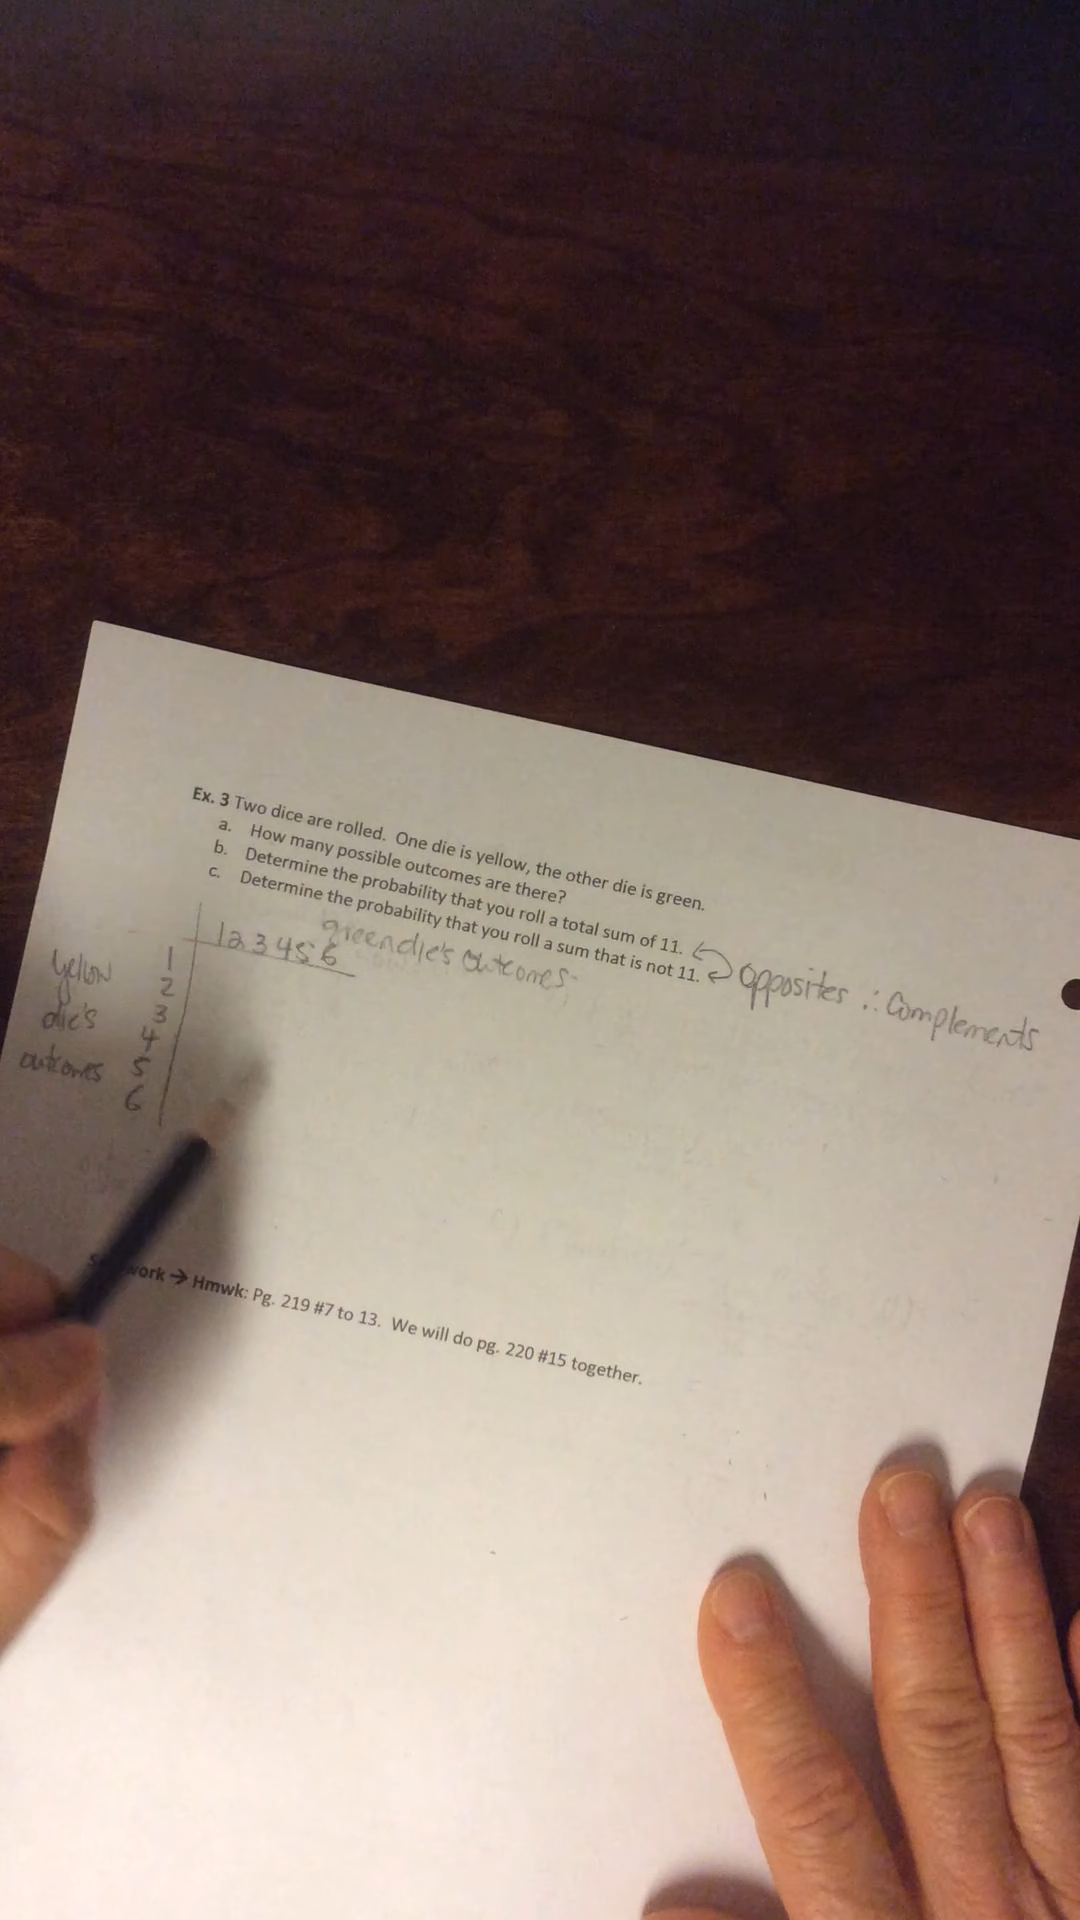 Ex. 3 Two dice are rolled. One die is yellow, the other die is green.
a. How many possible outcomes are there?
b. Determine the probability that you roll a total sum of 11.
c. Determine the probability that you roll a sum that is not 11.
Opposites ∴ Complements
green die's outcomes
1 2 3 4 5 6
yellow
die's
outcomes
1
2
3
4
5
6
work → Hmwk: Pg. 219 #7 to 13. We will do pg. 220 #15 together.